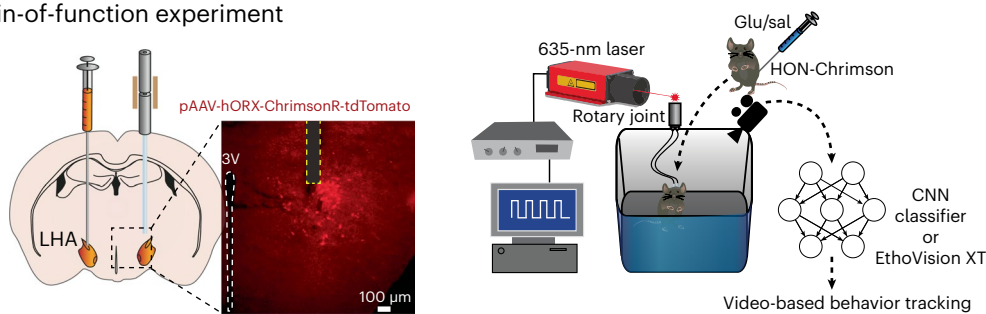 in-of-function experiment
pAAV-hORX-ChrimsonR-tdTomato
3V
LHA
100 µm
635-nm laser
Rotary joint
Glu/sal
HON-Chrimson
CNN
classifier
or
EthoVision XT
Video-based behavior tracking